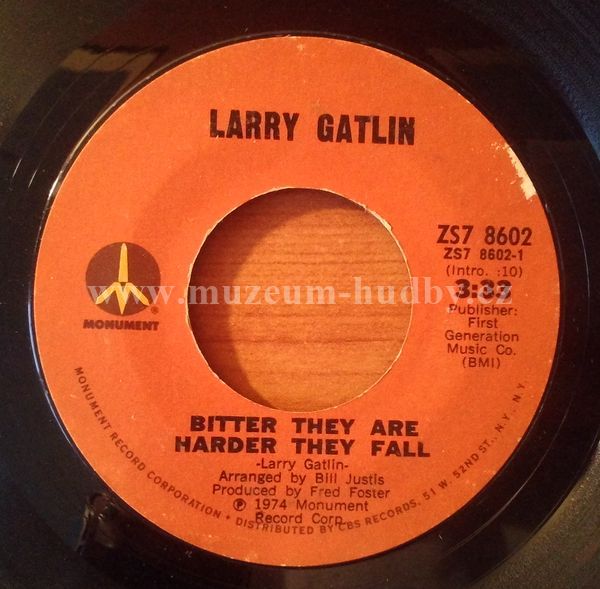 LARRY GATLIN
ZS7 8602
ZS7 8602-1
(Intro. :10)
3:32
Publisher:
First
Generation
Music Co.
(BMI)
®
MONUMENT
www.muzeum-hudby.cz
BITTER THEY ARE
HARDER THEY FALL
-Larry Gatlin-
Arranged by Bill Justis
Produced by Fred Foster
℗ 1974 Monument
Record Corp.
MONUMENT RECORD CORPORATION • DISTRIBUTED BY CBS RECORDS, 51 W. 52ND ST., N.Y., N.Y.